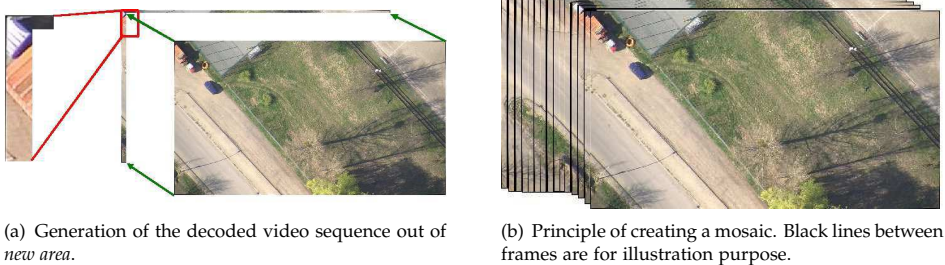 (a) Generation of the decoded video sequence out of
new area.
(b) Principle of creating a mosaic. Black lines between
frames are for illustration purpose.